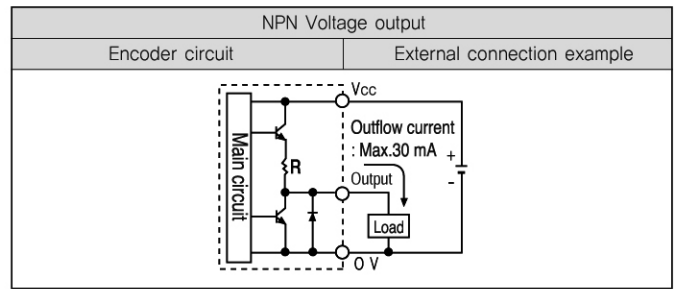 NPN Voltage output
Encoder circuit
External connection example
Main circuit
R
Vcc
Outflow current
: Max.30 mA
+
-
Output
Load
0 V